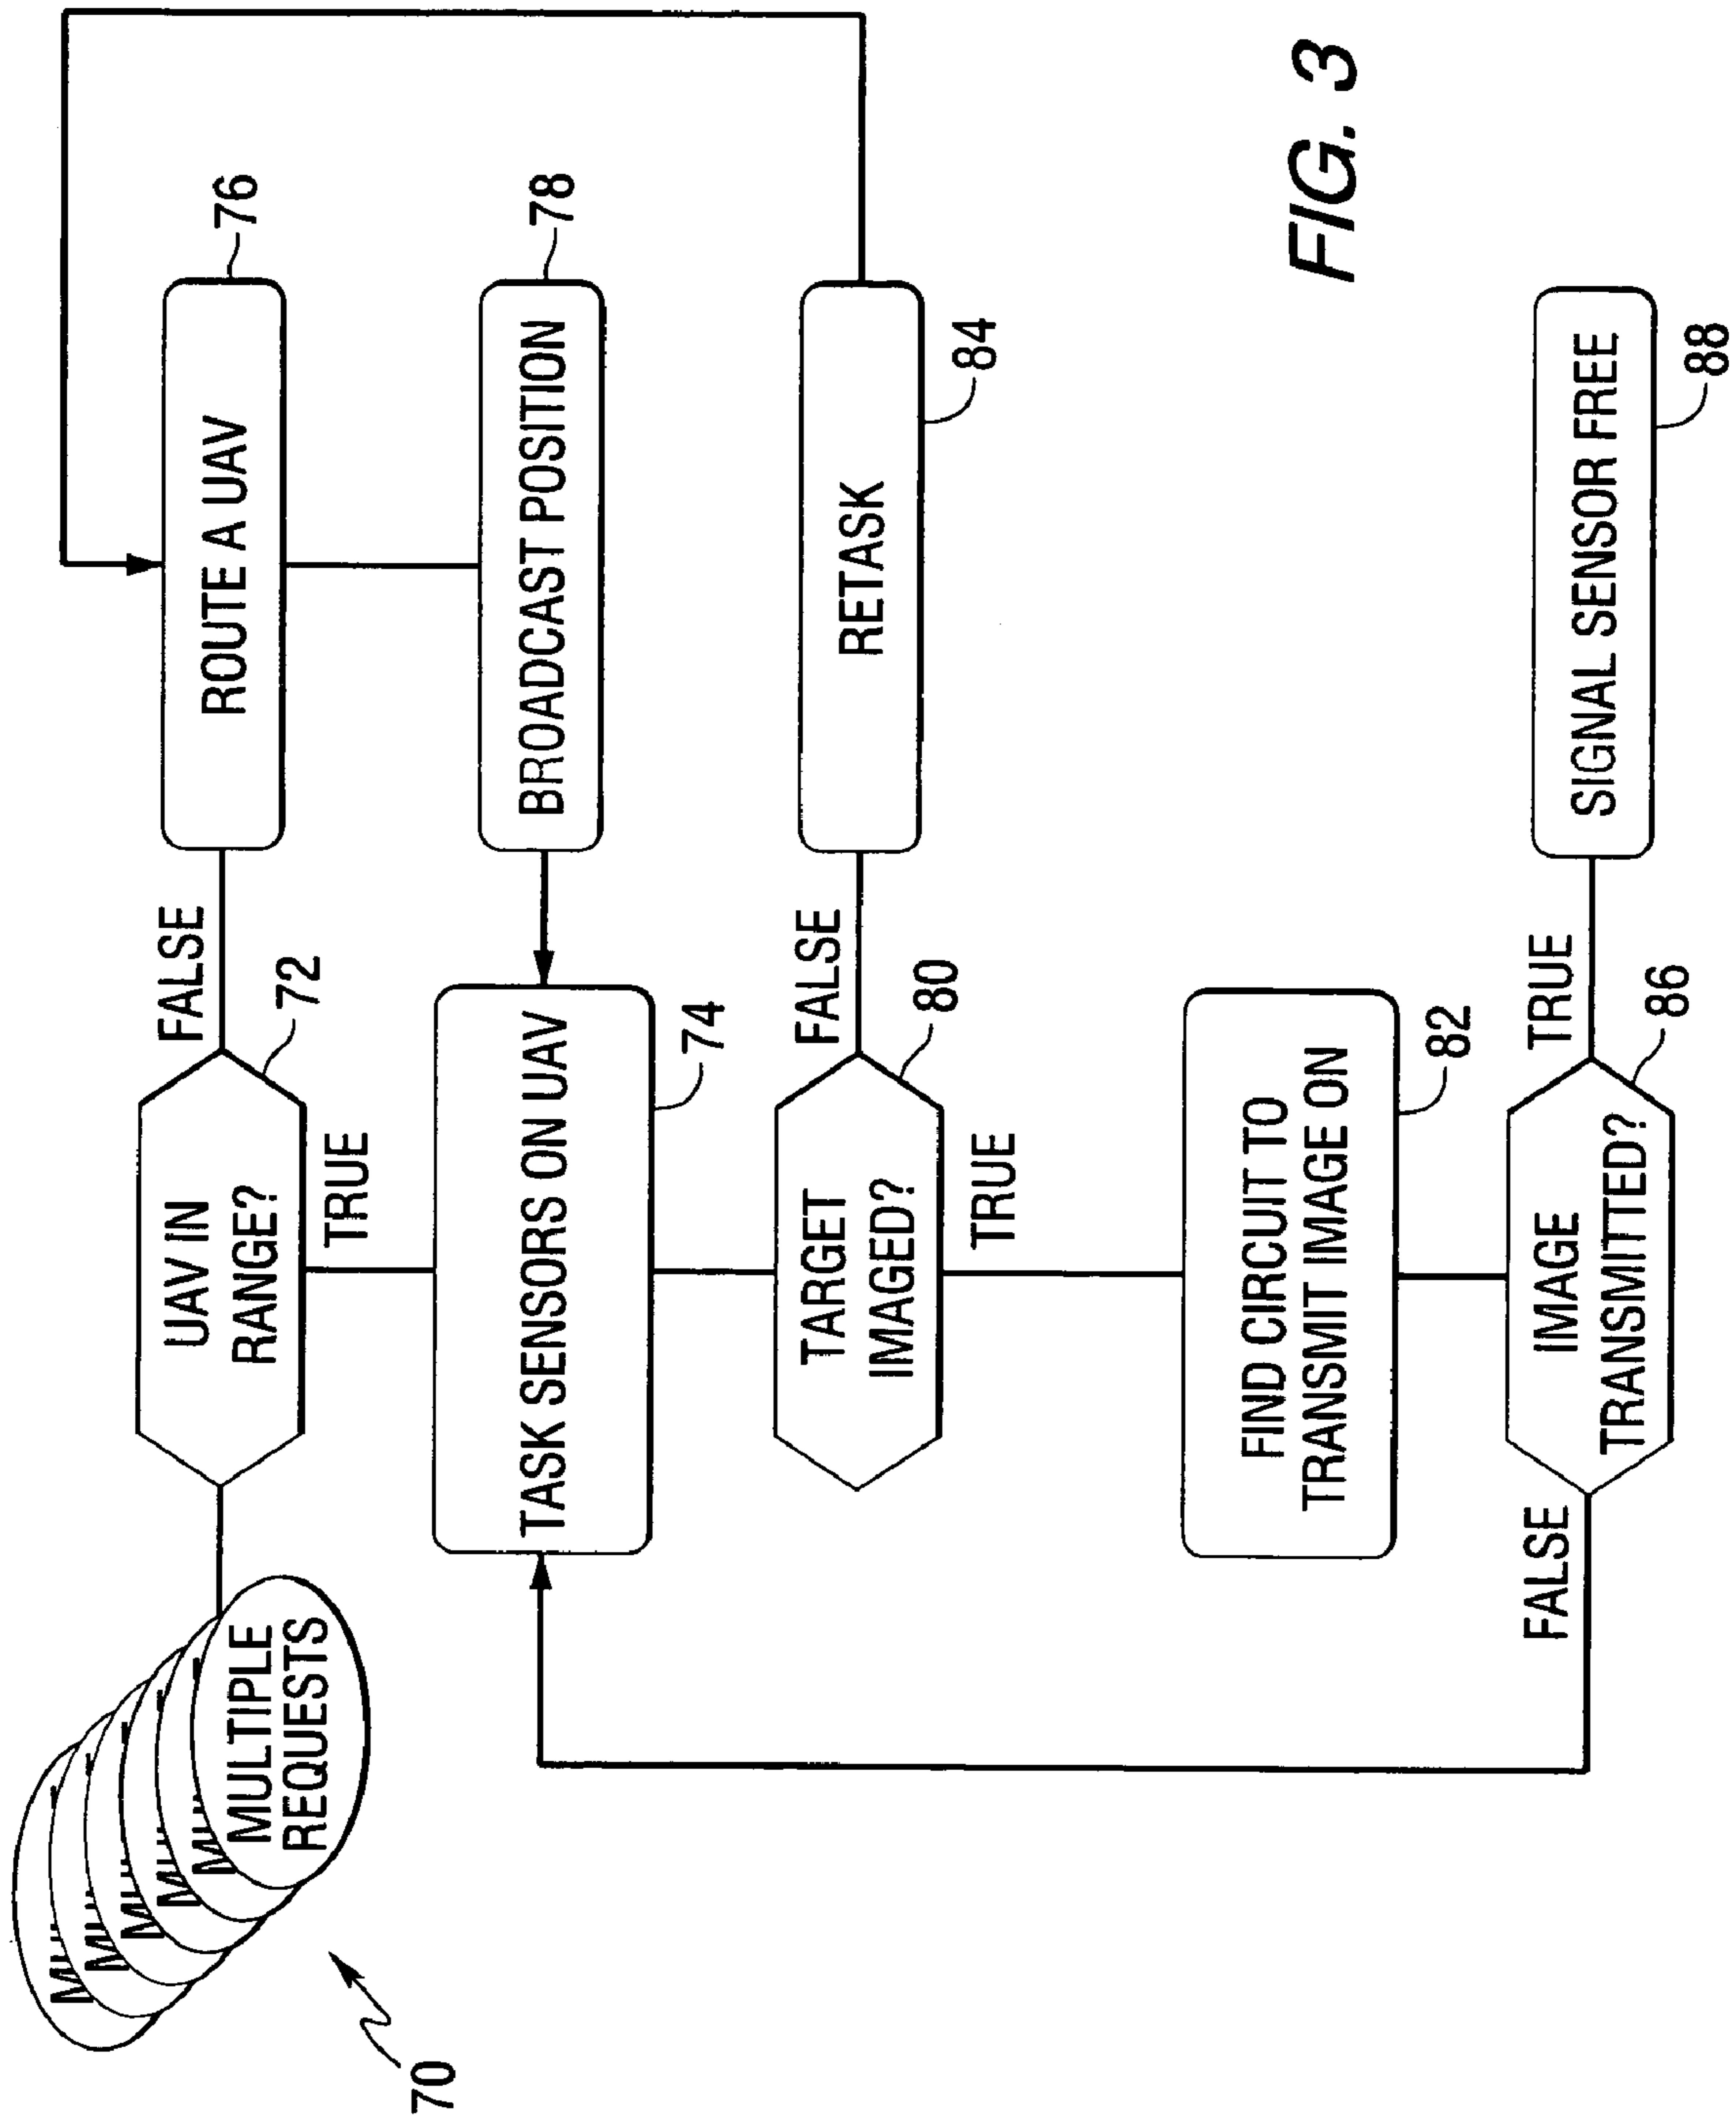 MULTIPLE
REQUESTS
70
UAV IN
RANGE?
72
FALSE
TRUE
ROUTE A UAV
76
TASK SENSORS ON UAV
74
BROADCAST POSITION
78
TARGET
IMAGED?
80
FALSE
TRUE
RETASK
84
FIND CIRCUIT TO
TRANSMIT IMAGE ON
82
IMAGE
TRANSMITTED?
86
FALSE
TRUE
SIGNAL SENSOR FREE
88
FIG. 3